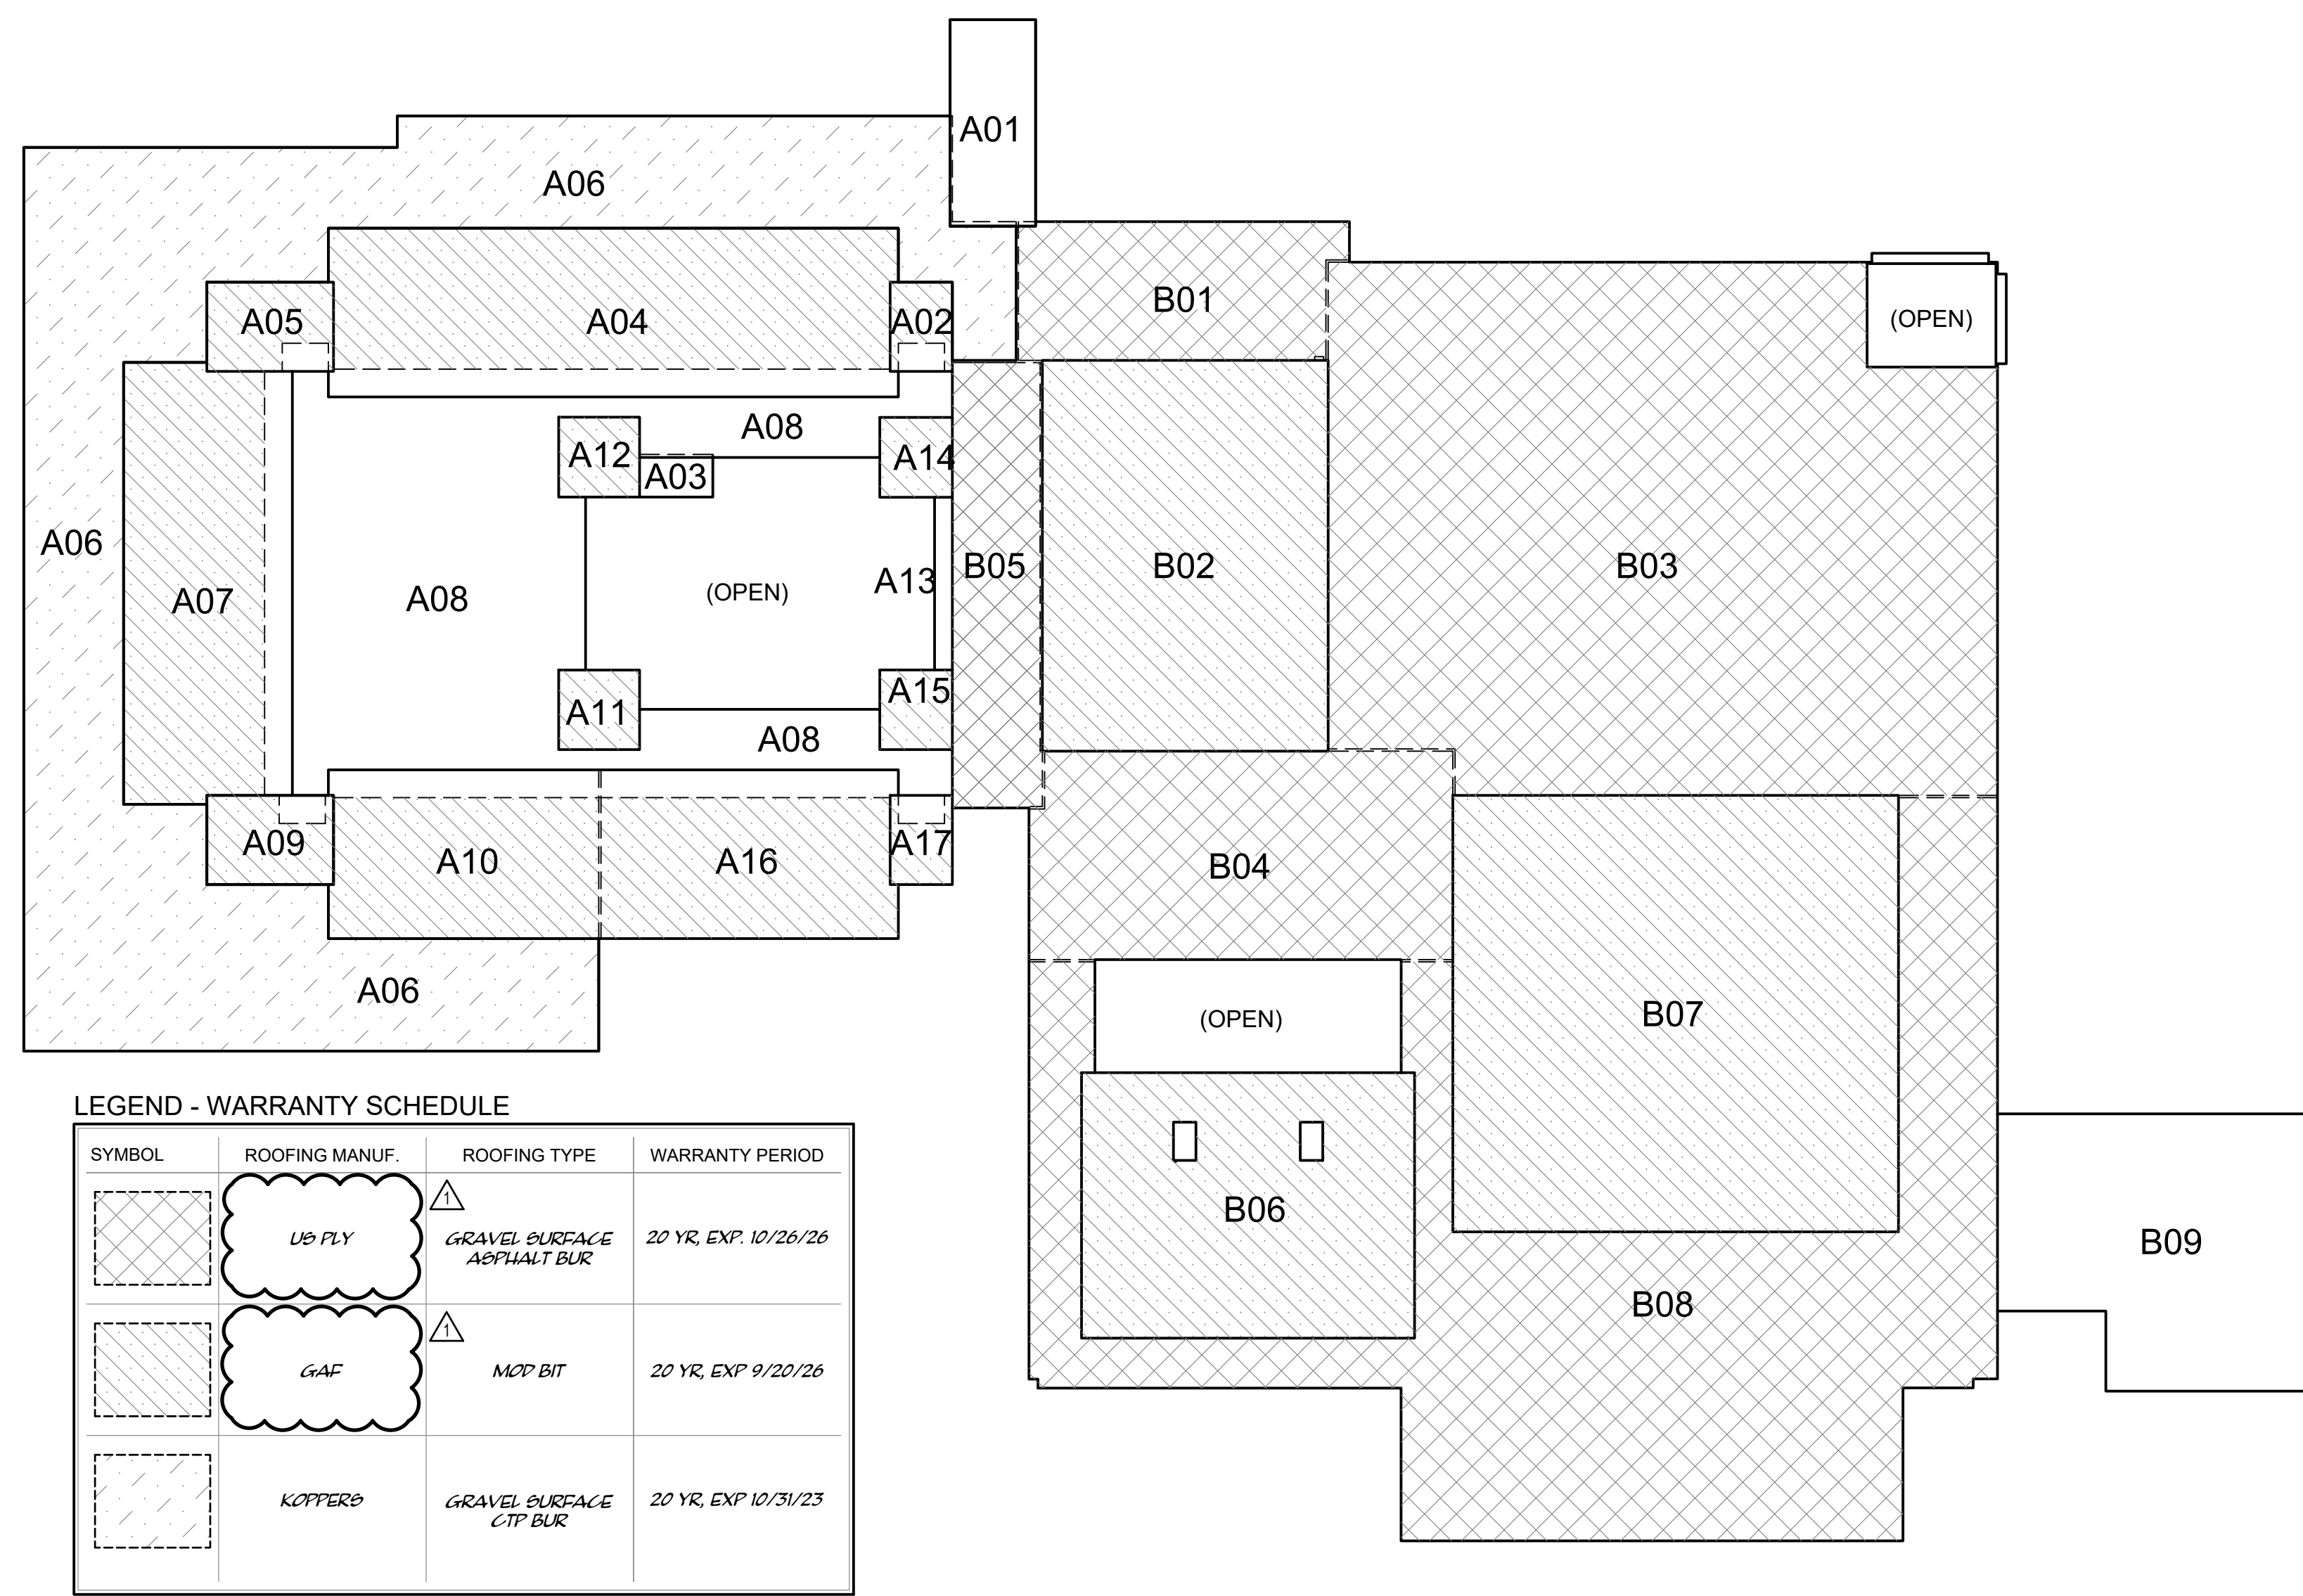 A01
A06
B01
(OPEN)
A05
A04
A02
A08
A12
A14
A03
A06
B05
B02
B03
A13
(OPEN)
A07
A08
A15
A11
A08
A09
A17
A10
A16
B04
A06
(OPEN)
B07
B06
B09
B08
LEGEND - WARRANTY SCHEDULE
SYMBOL ROOFING MANUF. ROOFING TYPE WARRANTY PERIOD
1
US PLY GRAVEL SURFACE 20 YR, EXP. 10/26/26
ASPHALT BUR
1
GAF MOD BIT 20 YR, EXP 9/20/26
KOPPERS GRAVEL SURFACE 20 YR, EXP 10/31/23
CTP BUR